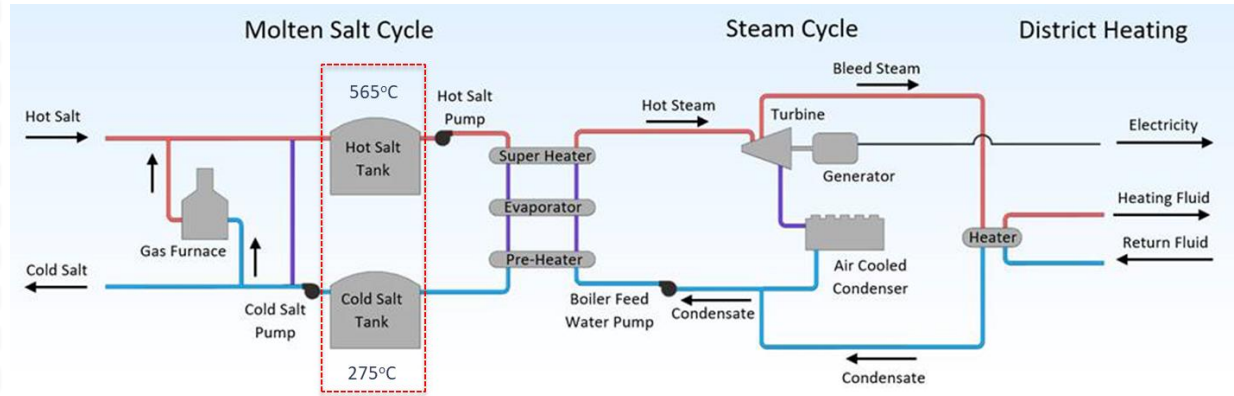 Molten Salt Cycle
Steam Cycle
District Heating
565°C
Hot Salt
Pump
Hot Salt
Hot Salt
Tank
Super Heater
Evaporator
Pre-Heater
Gas Furnace
Cold Salt
Cold Salt
Pump
Cold Salt
Tank
275°C
Hot Steam
Bleed Steam
Turbine
Generator
Electricity
Heating Fluid
Heater
Return Fluid
Air Cooled
Condenser
Boiler Feed
Water Pump
Condensate
Condensate